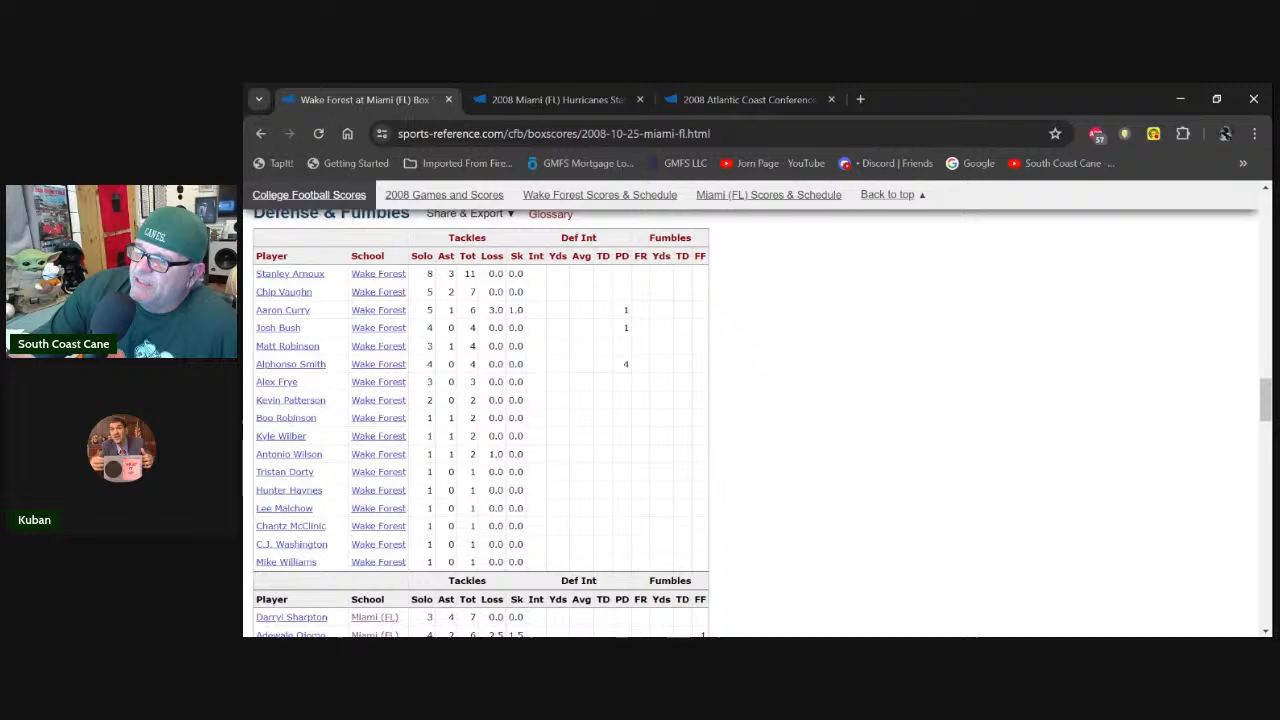 Wake Forest at Miami (FL) Box S
2008 Miami (FL) Hurricanes Sta
2008 Atlantic Coast Conference
sports-reference.com/cfb/boxscores/2008-10-25-miami-fl.html
57
TapIt!
Getting Started
Imported From Fire...
GMFS Mortgage Lo...
GMFS LLC
Jorn Page - YouTube
Discord | Friends
Google
South Coast Cane -...
College Football Scores
2008 Games and Scores
Wake Forest Scores & Schedule
Miami (FL) Scores & Schedule
Back to top ▲
Defense & Fumbles Share & Export ▼ Glossary
Tackles Def Int Fumbles
Player School Solo Ast Tot Loss Sk Int Yds Avg TD PD FR Yds TD FF
Stanley Arnoux Wake Forest 8 3 11 0.0 0.0
Chip Vaughn Wake Forest 5 2 7 0.0 0.0
Aaron Curry Wake Forest 5 1 6 3.0 1.0 1
Josh Bush Wake Forest 4 0 4 0.0 0.0 1
Matt Robinson Wake Forest 3 1 4 0.0 0.0
Alphonso Smith Wake Forest 4 0 4 0.0 0.0 4
Alex Frye Wake Forest 3 0 3 0.0 0.0
Kevin Patterson Wake Forest 2 0 2 0.0 0.0
Boo Robinson Wake Forest 1 1 2 0.0 0.0
Kyle Wilber Wake Forest 1 1 2 0.0 0.0
Antonio Wilson Wake Forest 1 1 2 1.0 0.0
Tristan Dorty Wake Forest 1 0 1 0.0 0.0
Hunter Haynes Wake Forest 1 0 1 0.0 0.0
Lee Malchow Wake Forest 1 0 1 0.0 0.0
Chantz McClinic Wake Forest 1 0 1 0.0 0.0
C.J. Washington Wake Forest 1 0 1 0.0 0.0
Mike Williams Wake Forest 1 0 1 0.0 0.0
Tackles Def Int Fumbles
Player School Solo Ast Tot Loss Sk Int Yds Avg TD PD FR Yds TD FF
Darryl Sharpton Miami (FL) 3 4 7 0.0 0.0
Adewale Ojomo Miami (FL) 4 2 6 2.5 1.5 1
CANES
South Coast Cane
Kuban